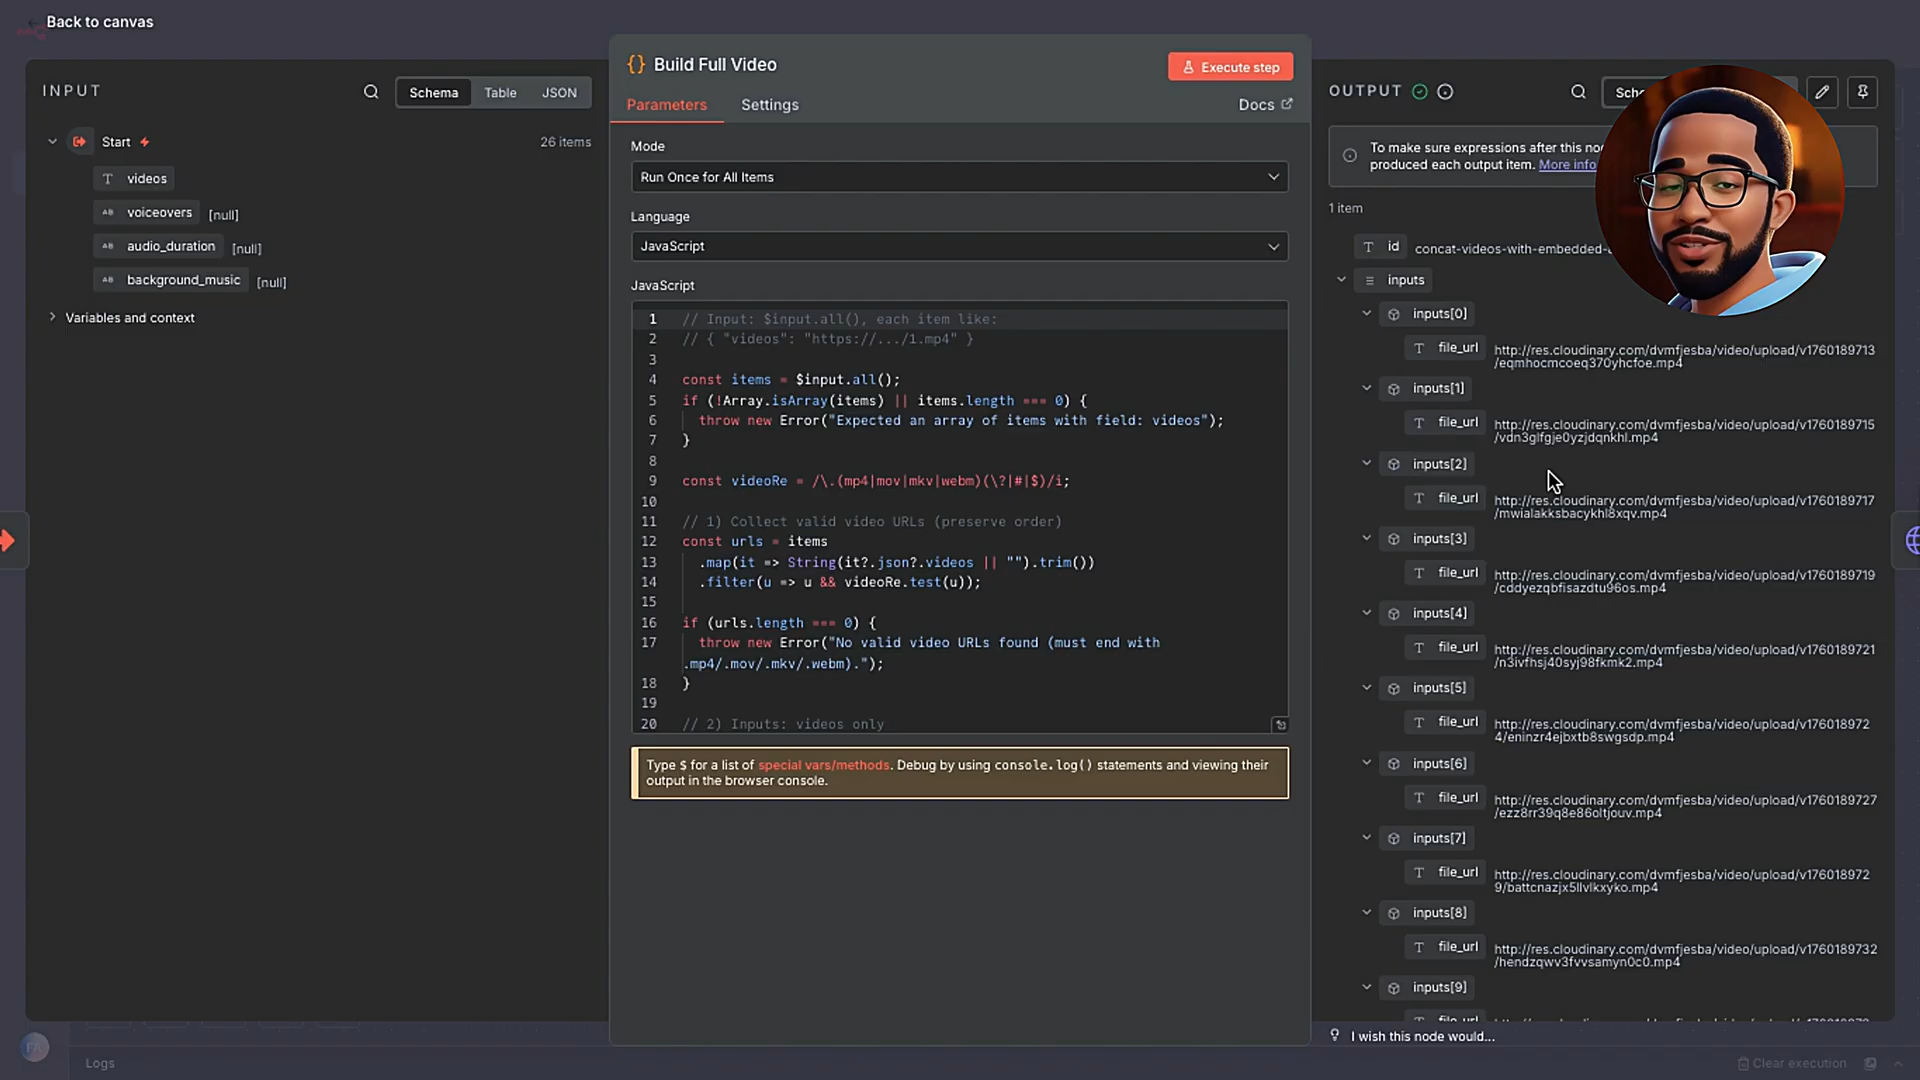 Back to canvas
INPUT
Schema
Table
JSON
Start
26 items
T videos
AB voiceovers [null]
AB audio_duration [null]
AB background_music [null]
Variables and context
{} Build Full Video
Execute step
Parameters
Settings
Docs
Mode
Run Once for All Items
Language
JavaScript
JavaScript
1 // Input: $input.all(), each item like:
2 // { "videos": "https://.../1.mp4" }
3
4 const items = $input.all();
5 if (!Array.isArray(items) || items.length === 0) {
6 throw new Error("Expected an array of items with field: videos");
7 }
8
9 const videoRe = /\.(mp4|mov|mkv|webm)(\?|#|$)/i;
10
11 // 1) Collect valid video URLs (preserve order)
12 const urls = items
13 .map(it => String(it?.json?.videos || "").trim())
14 .filter(u => u && videoRe.test(u));
15
16 if (urls.length === 0) {
17 throw new Error("No valid video URLs found (must end with
.mp4/.mov/.mkv/.webm).");
18 }
19
20 // 2) Inputs: videos only
Type $ for a list of special vars/methods. Debug by using console.log() statements and viewing their
output in the browser console.
OUTPUT
To make sure expressions after this
produced each output item. More info
1 item
T id concat-videos-with-embedded-
inputs
inputs[0]
T file_url http://res.cloudinary.com/dvmfjesba/video/upload/v1760189713
/eqmhocmcoeq370yhcfoe.mp4
inputs[1]
T file_url http://res.cloudinary.com/dvmfjesba/video/upload/v1760189715
/vdn3glfgje0yzjdqnkhl.mp4
inputs[2]
T file_url http://res.cloudinary.com/dvmfjesba/video/upload/v1760189717
/mwialakksbacykhl8xqv.mp4
inputs[3]
T file_url http://res.cloudinary.com/dvmfjesba/video/upload/v1760189719
/cddyezqbfisazdtu96os.mp4
inputs[4]
T file_url http://res.cloudinary.com/dvmfjesba/video/upload/v1760189721
/n3ivfhsj40syj98fkmk2.mp4
inputs[5]
T file_url http://res.cloudinary.com/dvmfjesba/video/upload/v176018972
4/eninzr4ejbxtb8swgsdp.mp4
inputs[6]
T file_url http://res.cloudinary.com/dvmfjesba/video/upload/v1760189727
/ezz8rr39q8e86oltjouv.mp4
inputs[7]
T file_url http://res.cloudinary.com/dvmfjesba/video/upload/v176018972
9/battcnazjx5llvlkxyko.mp4
inputs[8]
T file_url http://res.cloudinary.com/dvmfjesba/video/upload/v1760189732
/hendzqwv3fvvsamyn0c0.mp4
inputs[9]
I wish this node would...
Logs
Clear execution